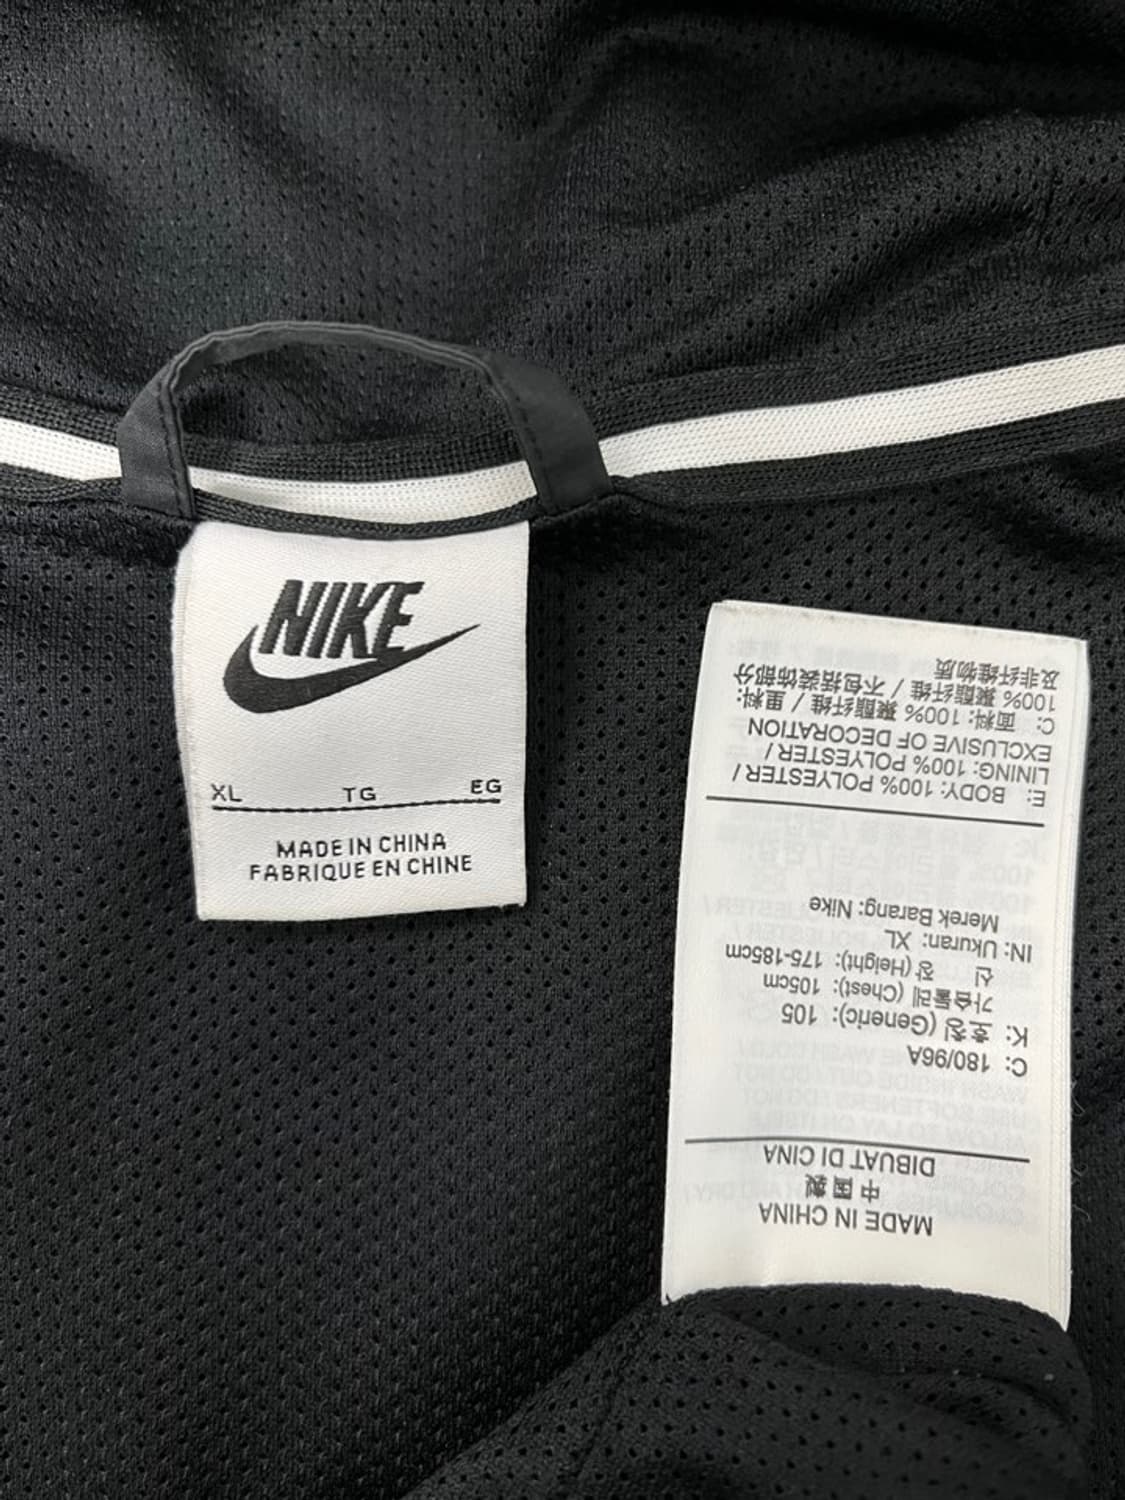 NIKE
XL TG EG
MADE IN CHINA
FABRIQUE EN CHINE
MADE IN CHINA
中國製
DIBUAT DI CINA
C: 180/96A
K: 호칭 (Generic): 105
가슴둘레 (Chest): 105cm
신 장 (Height): 175-185cm
IN: Ukuran: XL
Merek Barang: Nike
E: BODY: 100% POLYESTER /
LINING: 100% POLYESTER /
EXCLUSIVE OF DECORATION
C: 面料: 100% 聚酯纤维 / 里料:
100% 聚酯纤维 / 不包括装饰部分
及非纤维物质